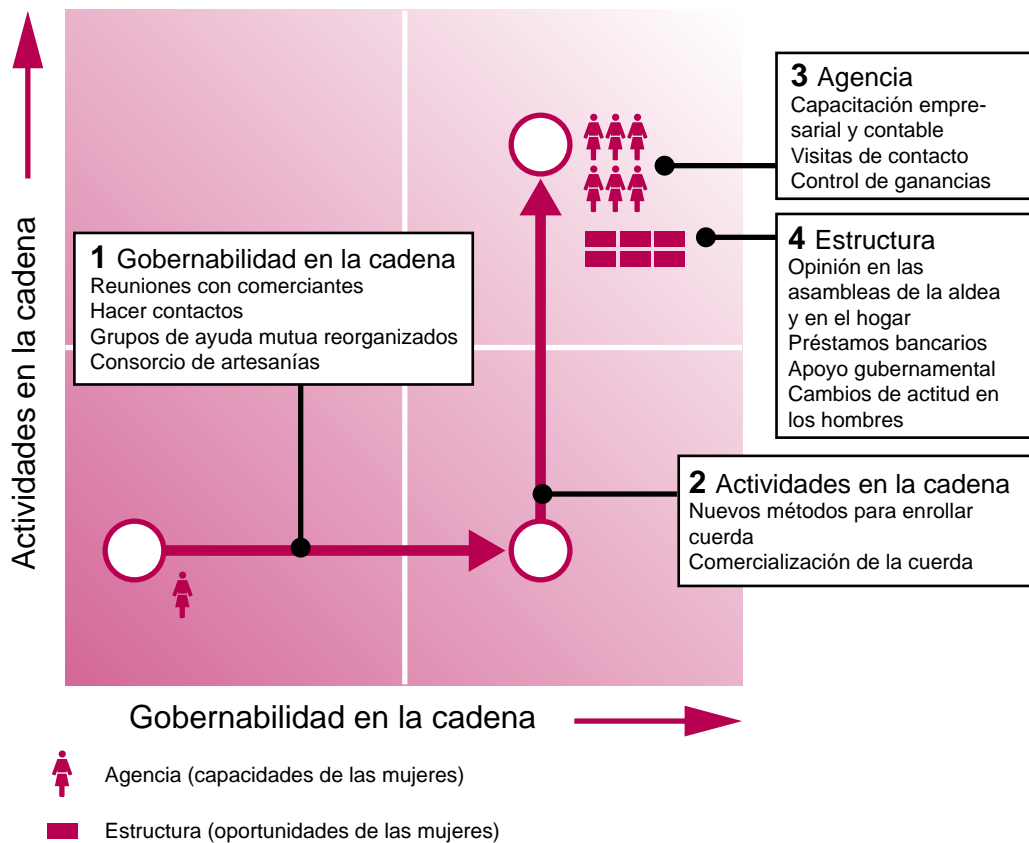 Actividades en la cadena
3 Agencia
Capacitación empre-
sarial y contable
Visitas de contacto
Control de ganancias
4 Estructura
Opinión en las
asambleas de la aldea
y en el hogar
Préstamos bancarios
Apoyo gubernamental
Cambios de actitud en
los hombres
1 Gobernabilidad en la cadena
Reuniones con comerciantes
Hacer contactos
Grupos de ayuda mutua reorganizados
Consorcio de artesanías
2 Actividades en la cadena
Nuevos métodos para enrollar
cuerda
Comercialización de la cuerda
Gobernabilidad en la cadena
Agencia (capacidades de las mujeres)
Estructura (oportunidades de las mujeres)